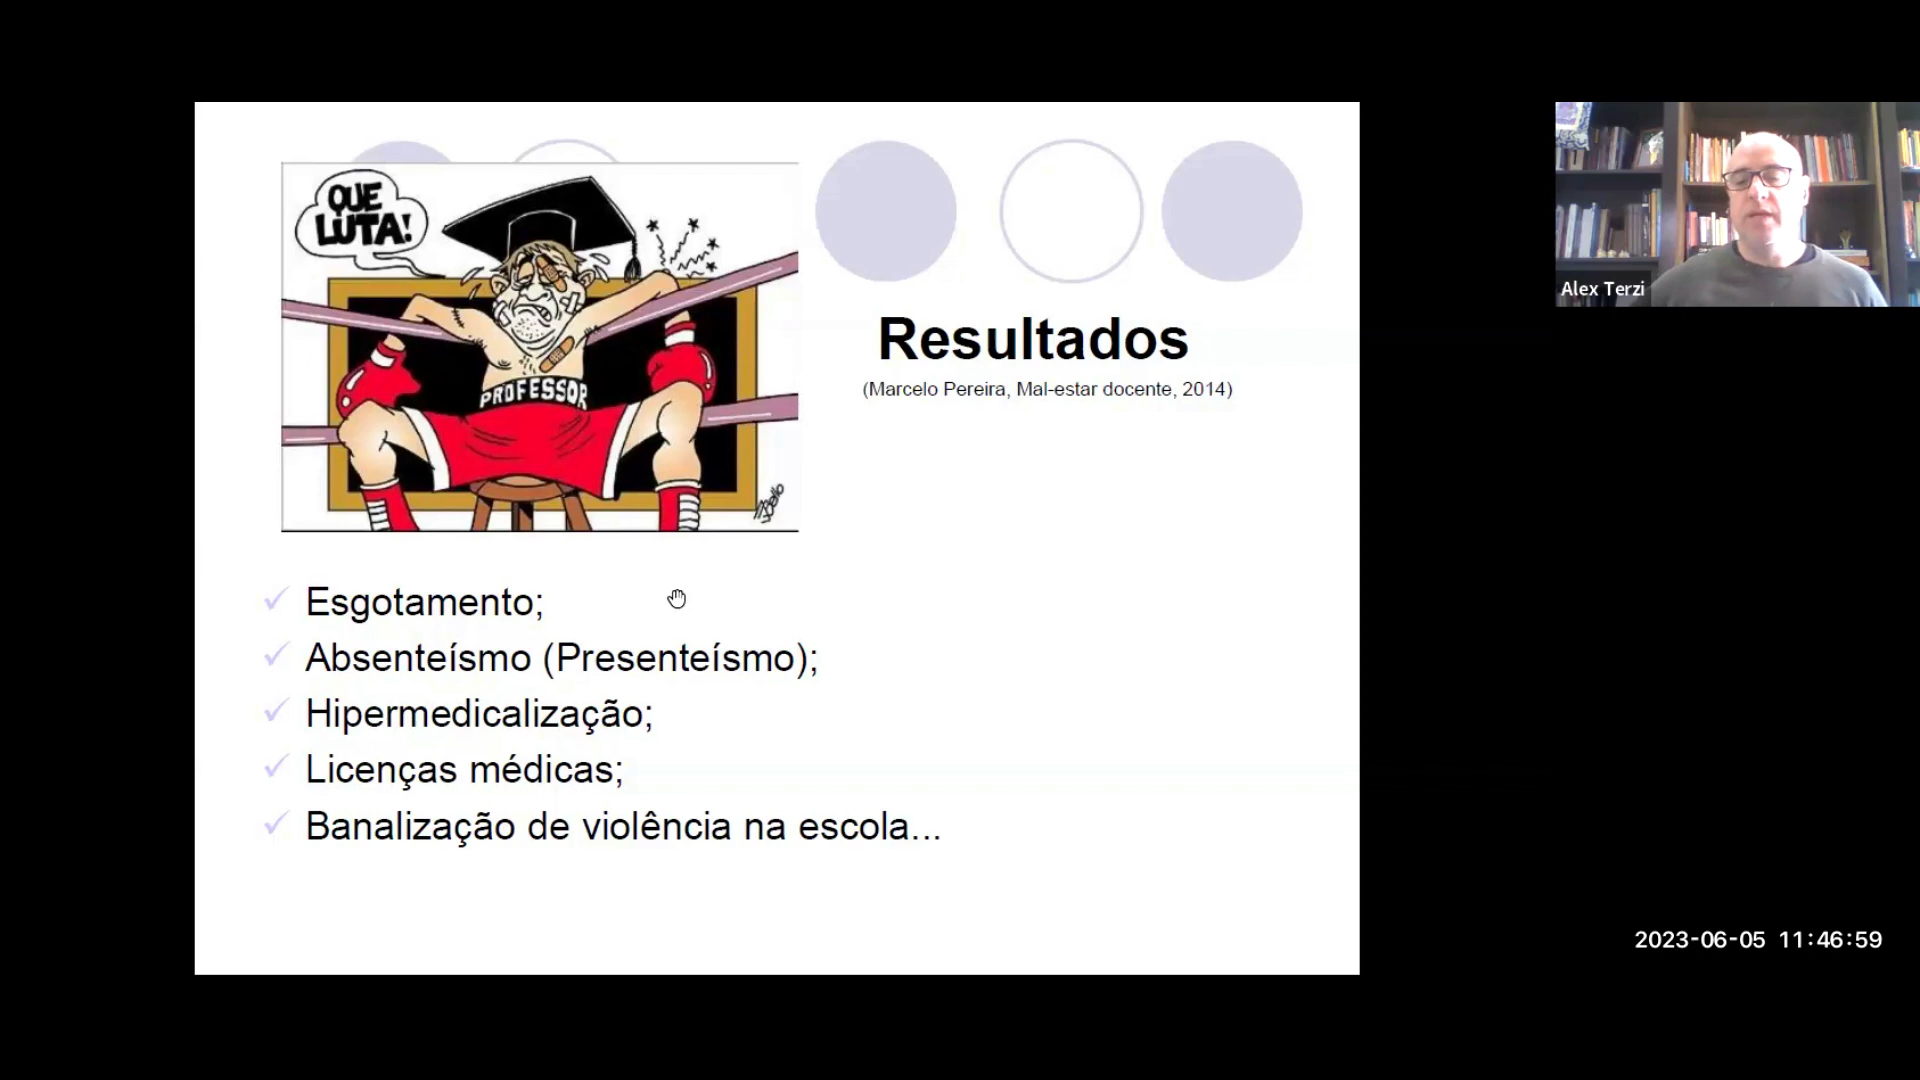 QUE
LUTA!
PROFESSOR
Resultados
(Marcelo Pereira, Mal-estar docente, 2014)
Esgotamento;
Absenteísmo (Presenteísmo);
Hipermedicalização;
Licenças médicas;
Banalização de violência na escola...
Alex Terzi
2023-06-05 11:46:59